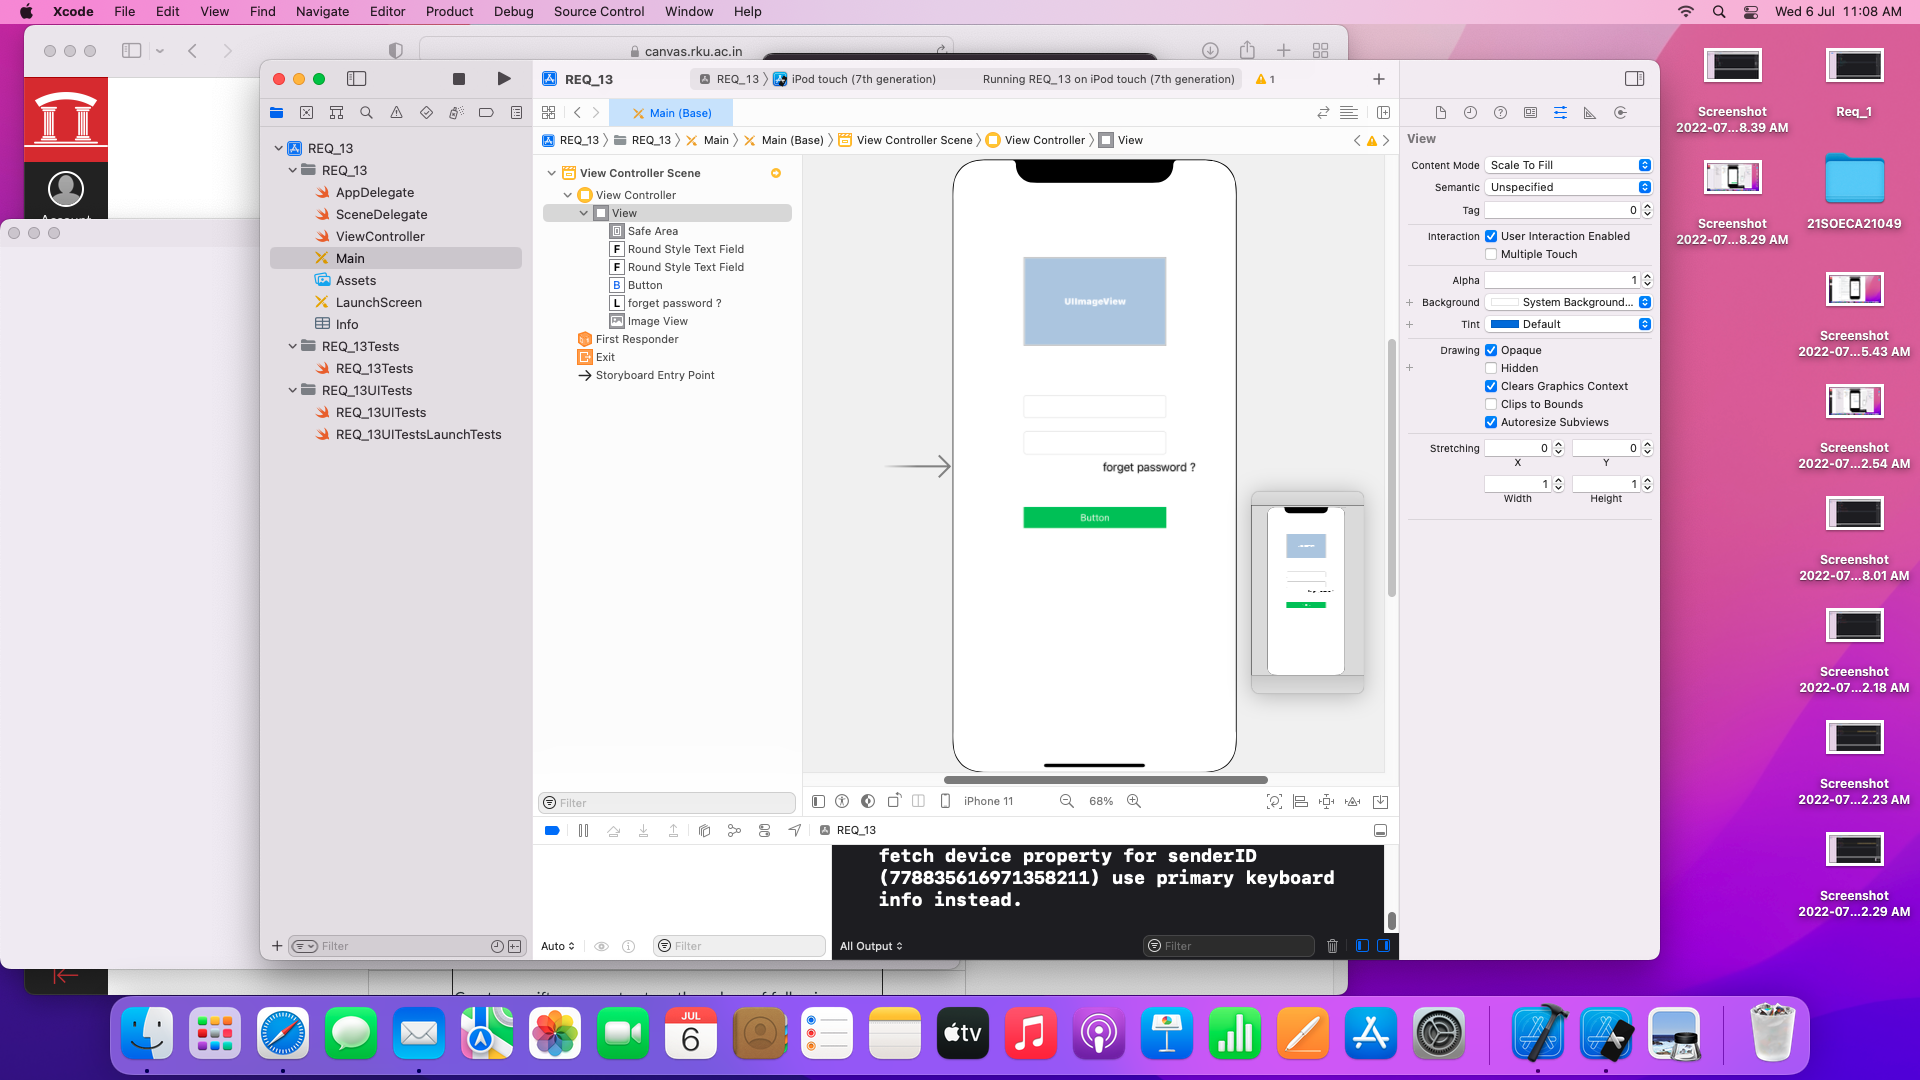 Xcode File Edit View Find Navigate Editor Product Debug Source Control Window Help
Wed 6 Jul 11:08 AM
canvas.rku.ac.in
REQ_13
REQ_13 iPod touch (7th generation)
Running REQ_13 on iPod touch (7th generation)
1
Main (Base)
REQ_13 REQ_13 Main Main (Base) View Controller Scene View Controller View
REQ_13
REQ_13
AppDelegate
SceneDelegate
ViewController
Main
Assets
LaunchScreen
Info
REQ_13Tests
REQ_13Tests
REQ_13UITests
REQ_13UITests
REQ_13UITestsLaunchTests
Filter
View Controller Scene
View Controller
View
Safe Area
F Round Style Text Field
F Round Style Text Field
B Button
L forget password ?
Image View
First Responder
Exit
Storyboard Entry Point
Filter
UIImageView
forget password ?
Button
iPhone 11
68%
REQ_13
fetch device property for senderID
(778835616971358211) use primary keyboard
info instead.
Auto
Filter
All Output
Filter
View
Content Mode Scale To Fill
Semantic Unspecified
Tag 0
Interaction User Interaction Enabled
Multiple Touch
Alpha 1
Background System Background...
Tint Default
Drawing Opaque
Hidden
Clears Graphics Context
Clips to Bounds
Autoresize Subviews
Stretching 0 0
X Y
1 1
Width Height
Screenshot
2022-07...8.39 AM
Req_1
Screenshot
2022-07...8.29 AM
21SOECA21049
Screenshot
2022-07...5.43 AM
Screenshot
2022-07...2.54 AM
Screenshot
2022-07...8.01 AM
Screenshot
2022-07...2.18 AM
Screenshot
2022-07...2.23 AM
Screenshot
2022-07...2.29 AM
JUL
6
tv